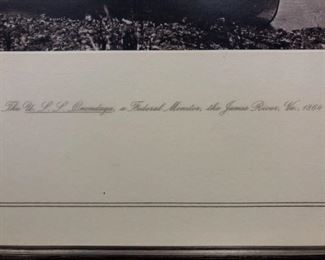 The U. S. S. Onondaga, a Federal Monitor, the James River, Va., 1864